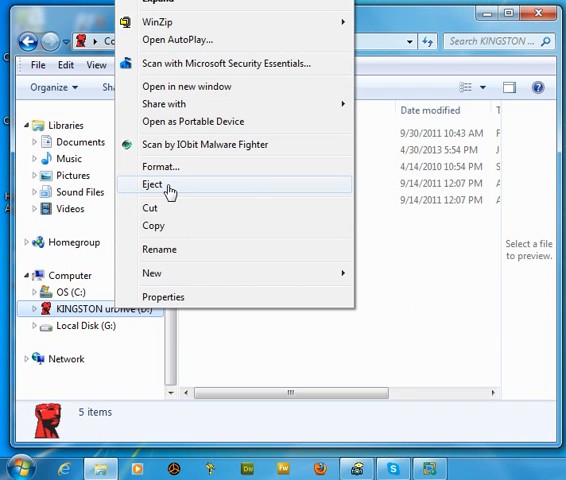 Expand
WinZip
Open AutoPlay...
Search KINGSTON
File Edit View
Scan with Microsoft Security Essentials...
Organize
Open in new window
Share with
Open as Portable Device
Date modified
Scan by IObit Malware Fighter
Format...
Eject
Cut
Copy
Rename
New
Properties
Libraries
Documents
Music
Pictures
Sound Files
Videos
Homegroup
Computer
OS (C:)
KINGSTON urDrive (D:)
Local Disk (G:)
Network
9/30/2011 10:43 AM
4/30/2013 5:54 PM
4/14/2010 10:54 PM
9/14/2011 12:07 PM
9/14/2011 12:07 PM
Select a file
to preview.
5 items
Dw
Fw